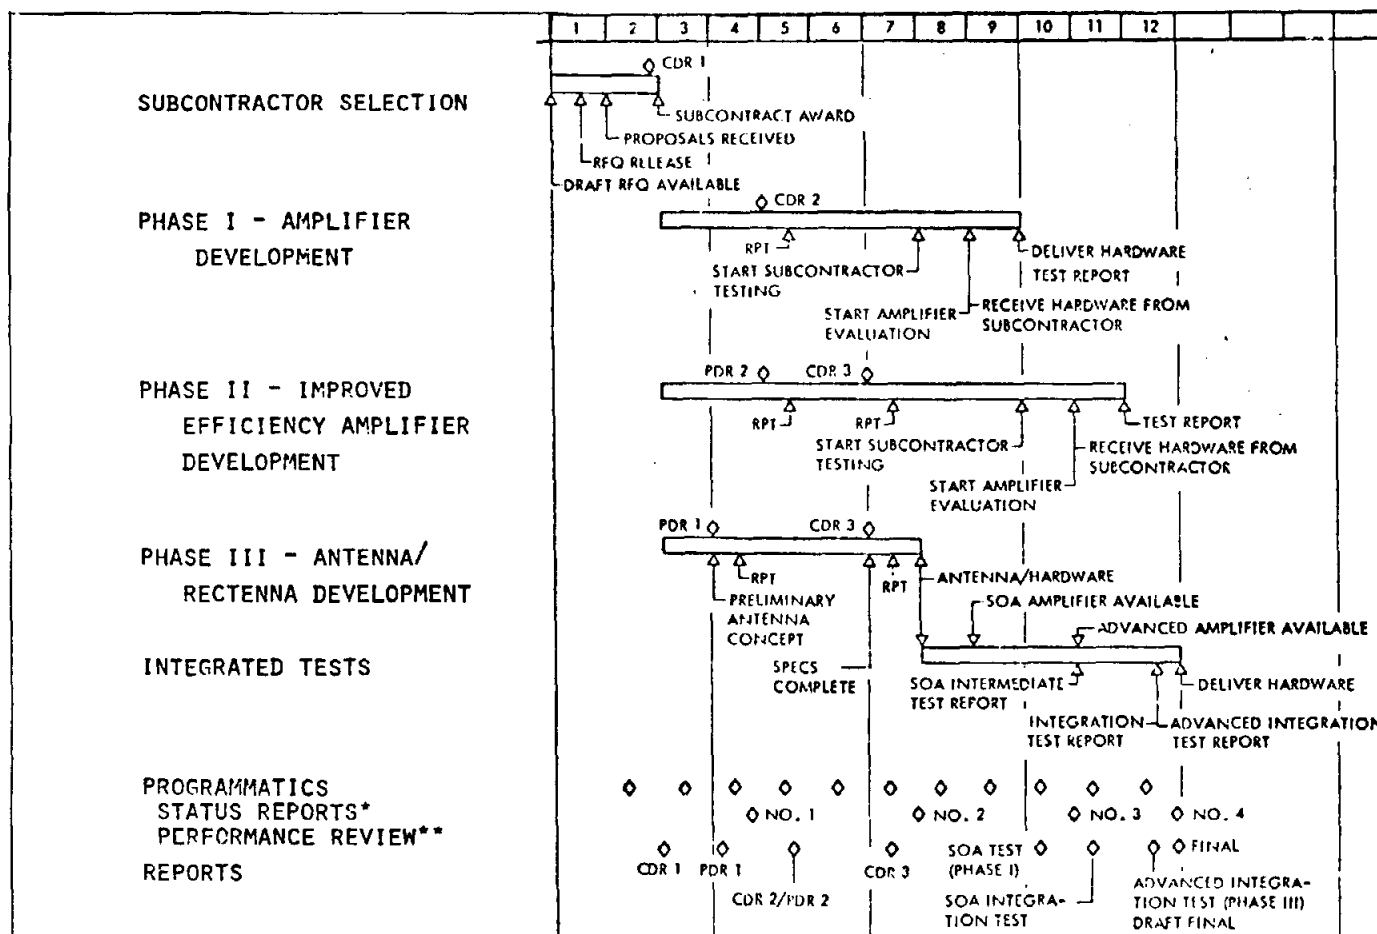 1 2 3 4 5 6 7 8 9 10 11 12
CDR 1
SUBCONTRACTOR SELECTION
SUBCONTRACT AWARD
PROPOSALS RECEIVED
RFQ RELEASE
DRAFT RFQ AVAILABLE
CDR 2
PHASE I - AMPLIFIER
DEVELOPMENT
RPT
START SUBCONTRACTOR
TESTING
DELIVER HARDWARE
TEST REPORT
START AMPLIFIER
EVALUATION
RECEIVE HARDWARE FROM
SUBCONTRACTOR
PDR 2
CDR 3
PHASE II - IMPROVED
EFFICIENCY AMPLIFIER
DEVELOPMENT
RPT
RPT
START SUBCONTRACTOR
TESTING
TEST REPORT
RECEIVE HARDWARE FROM
SUBCONTRACTOR
START AMPLIFIER
EVALUATION
PDR 1
CDR 3
PHASE III - ANTENNA/
RECTENNA DEVELOPMENT
RPT
PRELIMINARY
ANTENNA
CONCEPT
RPT
ANTENNA/HARDWARE
SOA AMPLIFIER AVAILABLE
ADVANCED AMPLIFIER AVAILABLE
INTEGRATED TESTS
SPECS
COMPLETE
SOA INTERMEDIATE
TEST REPORT
DELIVER HARDWARE
INTEGRATION
TEST REPORT
ADVANCED INTEGRATION
TEST REPORT
PROGRAMMATICS
STATUS REPORTS*
NO. 1
NO. 2
NO. 3
NO. 4
PERFORMANCE REVIEW**
REPORTS
CDR 1
PDR 1
CDR 2/PDR 2
CDR 3
SOA TEST
(PHASE I)
FINAL
SOA INTEGRA-
TION TEST
ADVANCED INTEGRA-
TION TEST (PHASE III)
DRAFT FINAL